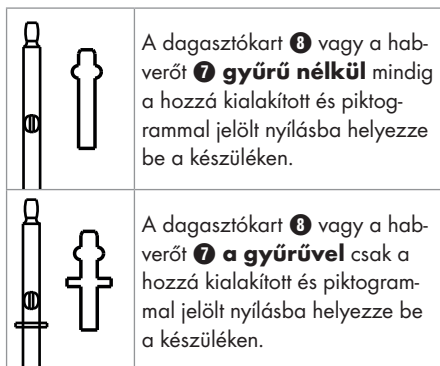 A dagasztókart ❽ vagy a hab-
verőt ❼ gyűrű nélkül mindig
a hozzá kialakított és piktog-
rammal jelölt nyílásba helyezze
be a készüléken.
A dagasztókart ❽ vagy a hab-
verőt ❼ a gyűrűvel csak a
hozzá kialakított és piktogram-
mal jelölt nyílásba helyezze be
a készüléken.